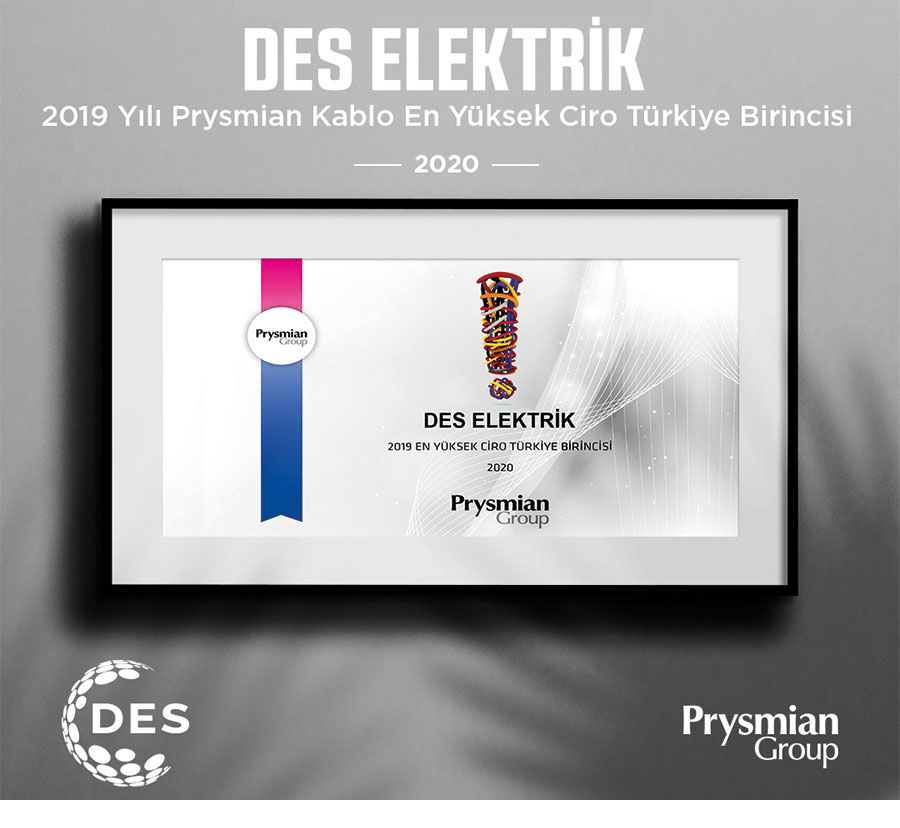 DES ELEKTRİK
2019 Yılı Prysmian Kablo En Yüksek Ciro Türkiye Birincisi
2020
Prysmian
Group
DES ELEKTRİK
2019 EN YÜKSEK CİRO TÜRKİYE BİRİNCİSİ
2020
Prysmian
Group
DES
Prysmian
Group